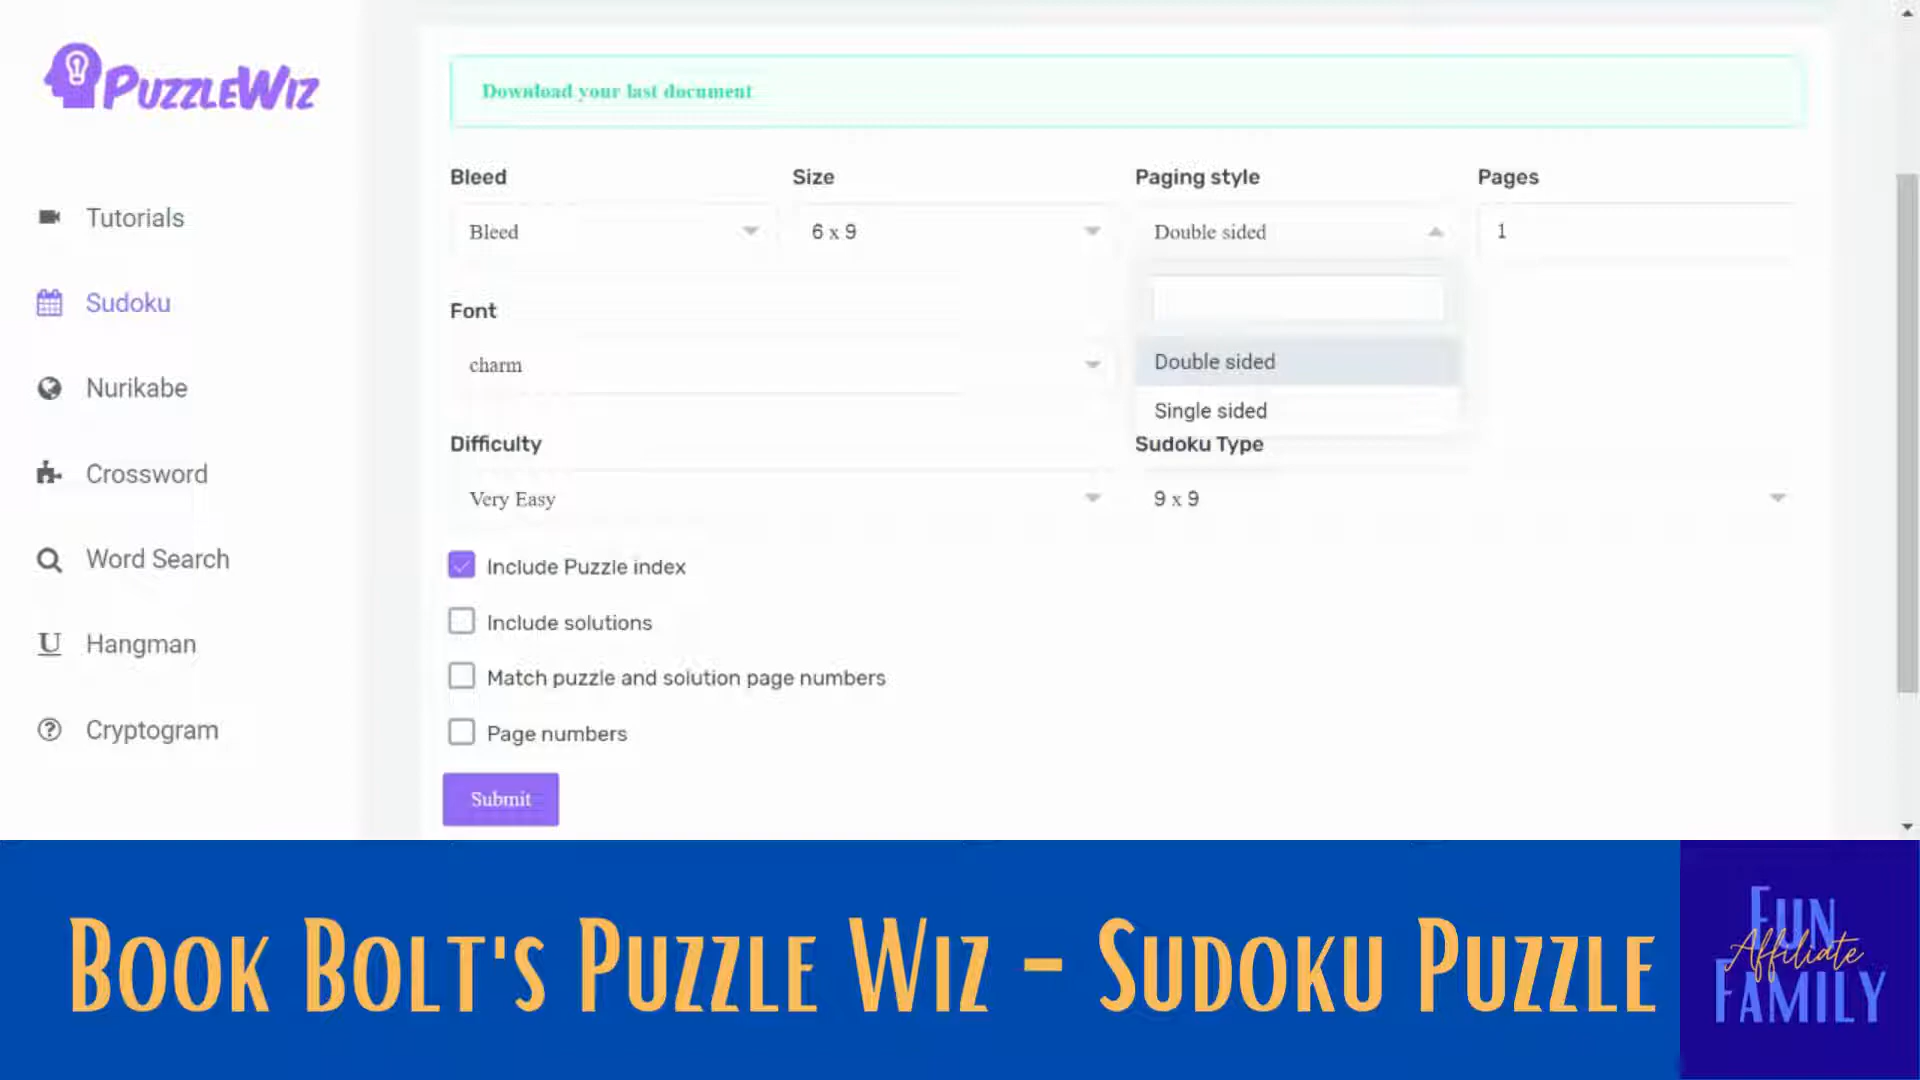 PUZZLEWIZ
Tutorials
Sudoku
Nurikabe
Crossword
Word Search
Hangman
Cryptogram
Download your last document
Bleed
Size
Paging style
Pages
Bleed
6 x 9
Double sided
1
Font
charm
Double sided
Single sided
Difficulty
Sudoku Type
Very Easy
9 x 9
Include Puzzle index
Include solutions
Match puzzle and solution page numbers
Page numbers
Submit
BOOK BOLT'S PUZZLE WIZ - SUDOKU PUZZLE
FUN
Affiliate
FAMILY